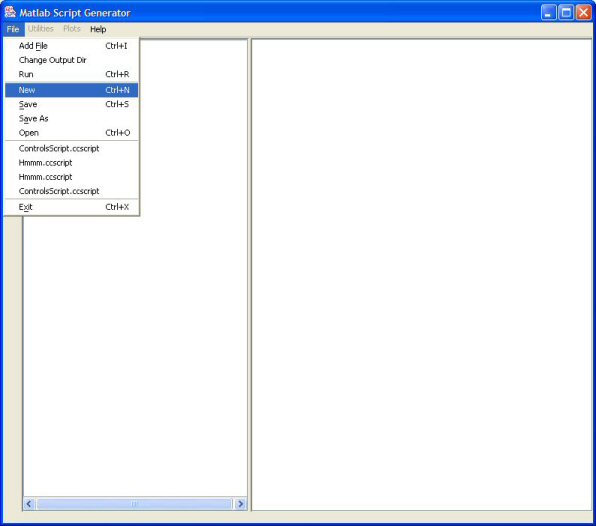 Matlab Script Generator
File Utilities Plots Help
Add File Ctrl+I
Change Output Dir
Run Ctrl+R
New Ctrl+N
Save Ctrl+S
Save As
Open Ctrl+O
ControlsScript.ccscript
Hmmm.ccscript
Hmmm.ccscript
ControlsScript.ccscript
Exit Ctrl+X